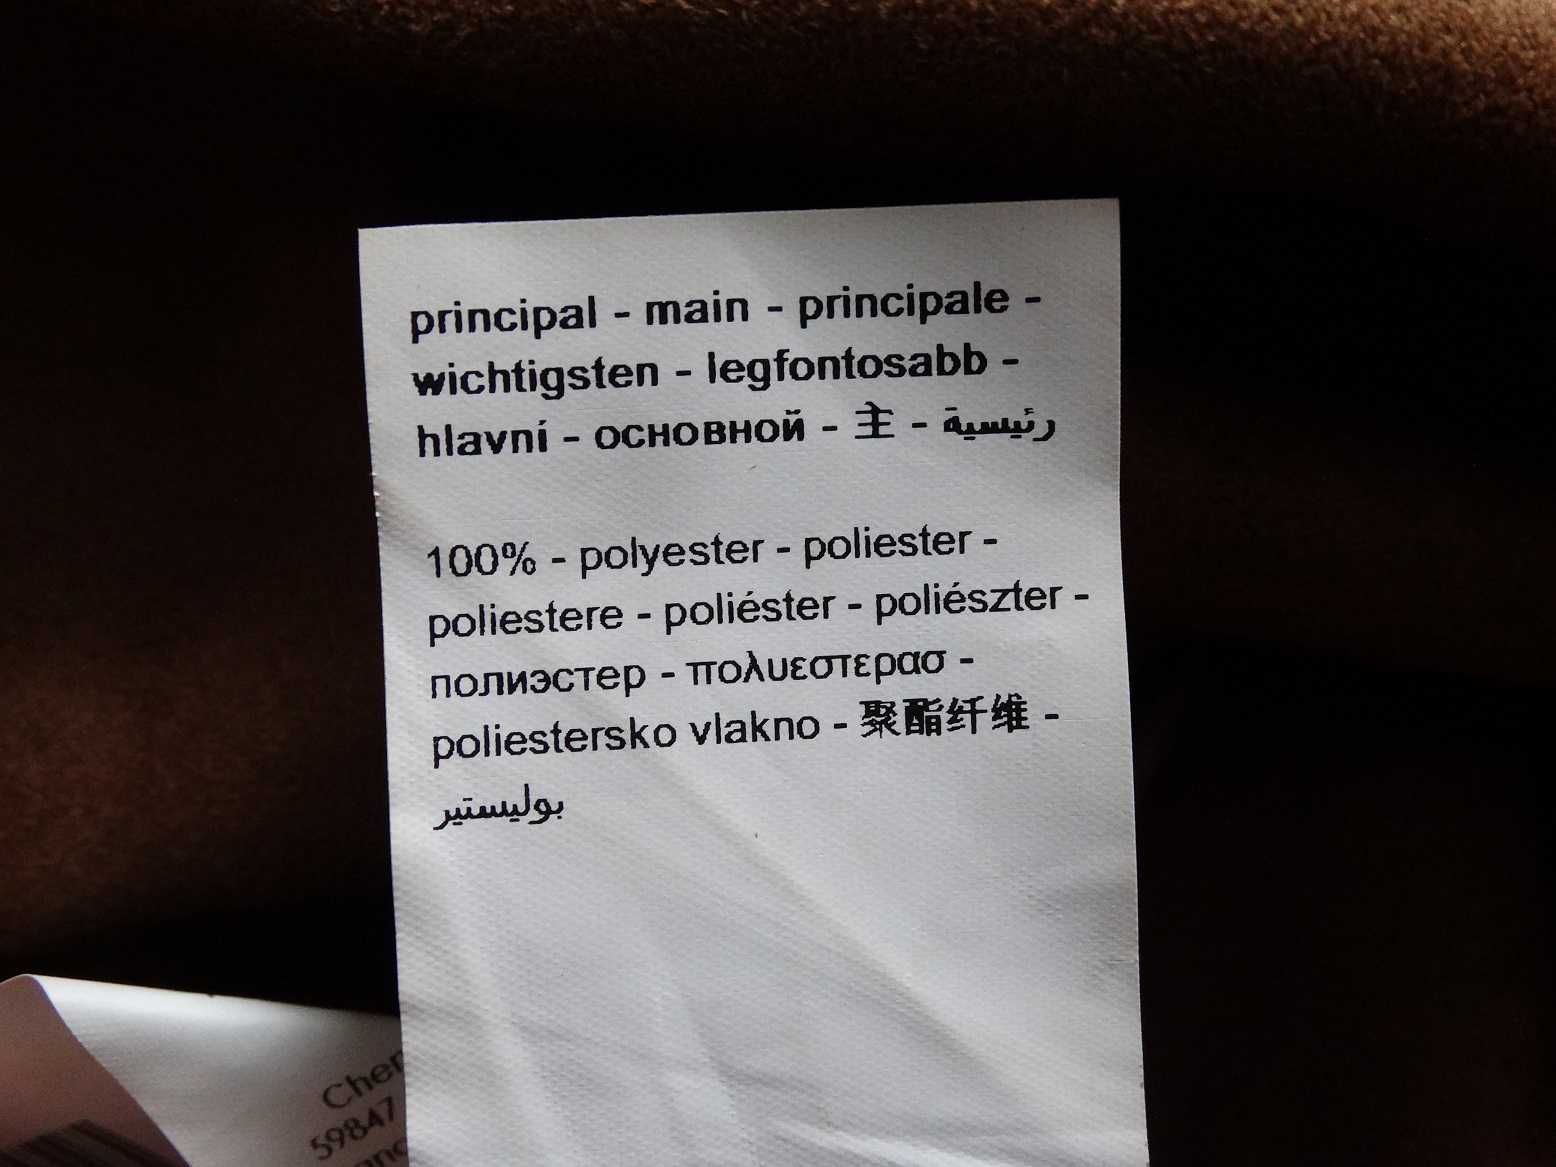 principal - main - principale -
wichtigsten - legfontosabb -
hlavní - основной - 主 - رئيسية
100% - polyester - poliester -
poliestere - poliéster - poliészter -
полиэстер - πολυεστερασ -
poliestersko vlakno - 聚酯纤维 -
بوليستير
59847